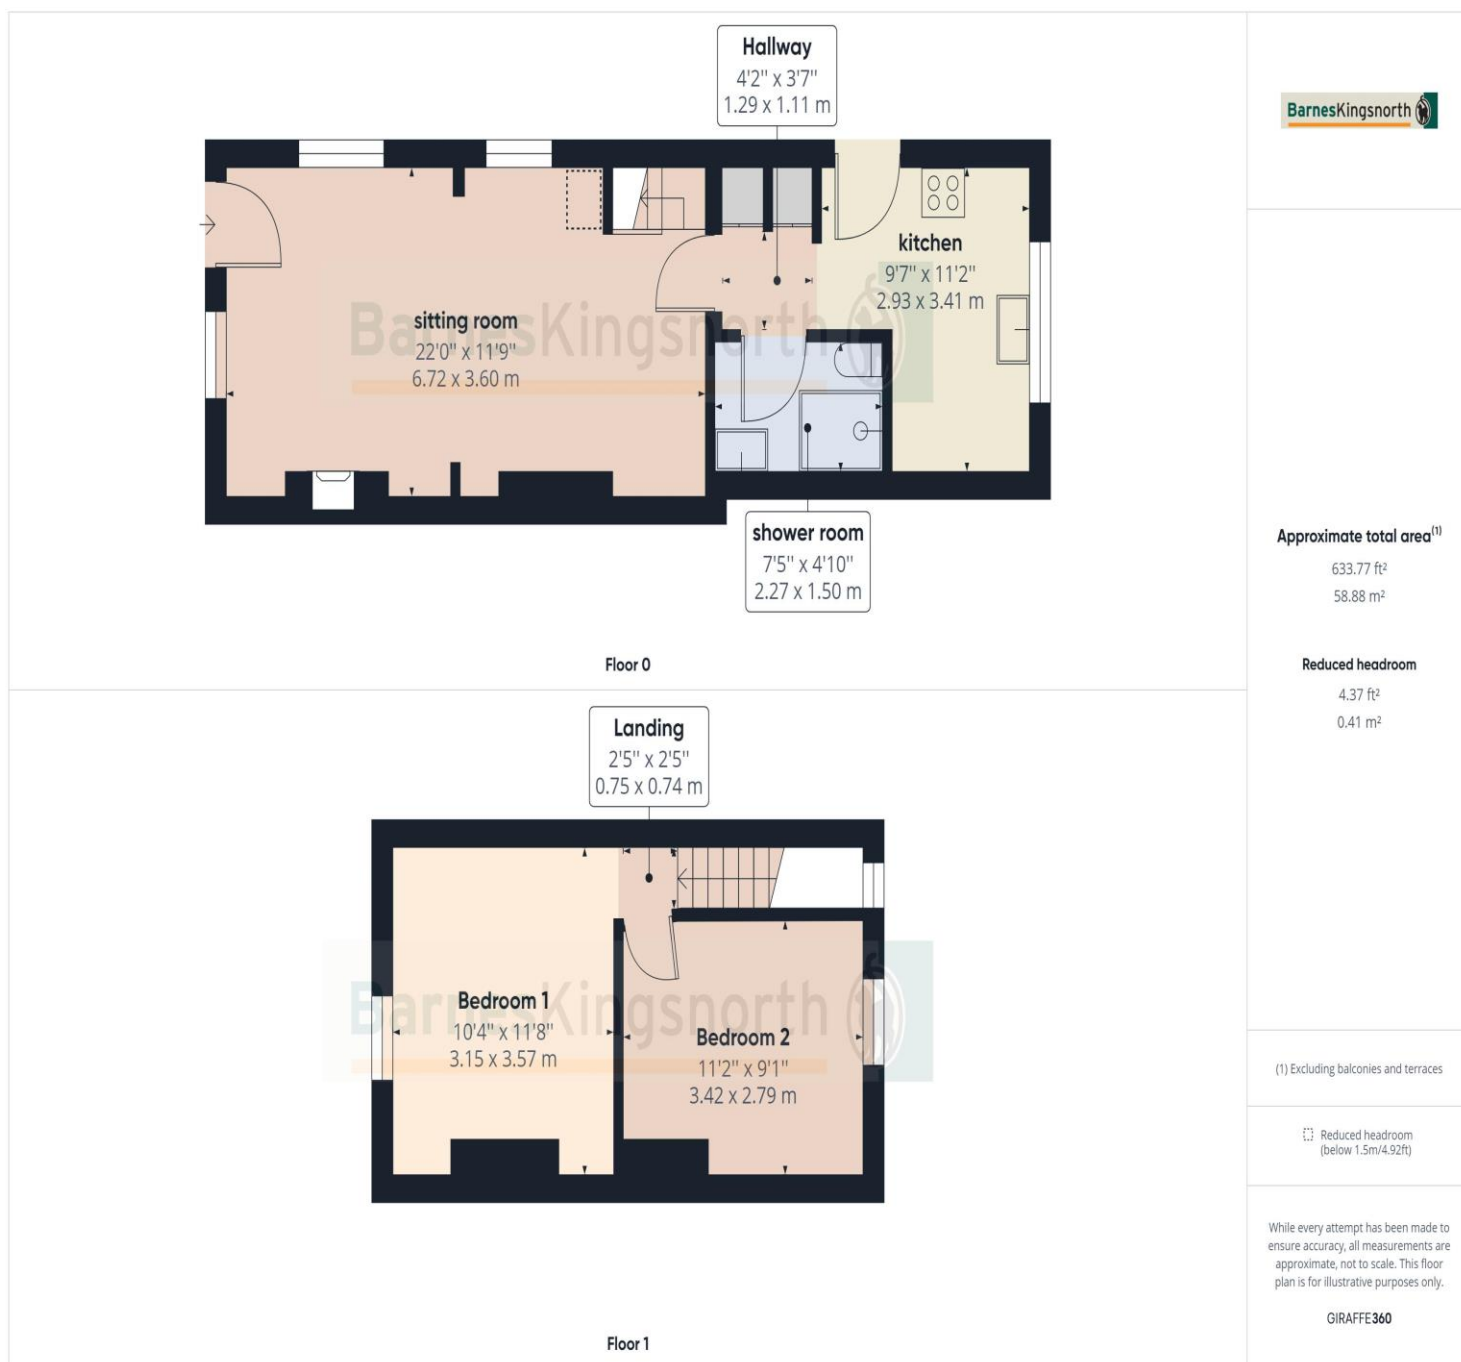 Hallway
4'2" x 3'7"
1.29 x 1.11 m
kitchen
9'7" x 11'2"
2.93 x 3.41 m
sitting room
22'0" x 11'9"
6.72 x 3.60 m
BarnesKingsnorth
shower room
7'5" x 4'10"
2.27 x 1.50 m
Floor 0
Landing
2'5" x 2'5"
0.75 x 0.74 m
Bedroom 1
10'4" x 11'8"
3.15 x 3.57 m
Bedroom 2
11'2" x 9'1"
3.42 x 2.79 m
BarnesKingsnorth
Floor 1
BarnesKingsnorth
Approximate total area(1)
633.77 ft²
58.88 m²
Reduced headroom
4.37 ft²
0.41 m²
(1) Excluding balconies and terraces
Reduced headroom
(below 1.5m/4.92ft)
While every attempt has been made to
ensure accuracy, all measurements are
approximate, not to scale. This floor
plan is for illustrative purposes only.
GIRAFFE360